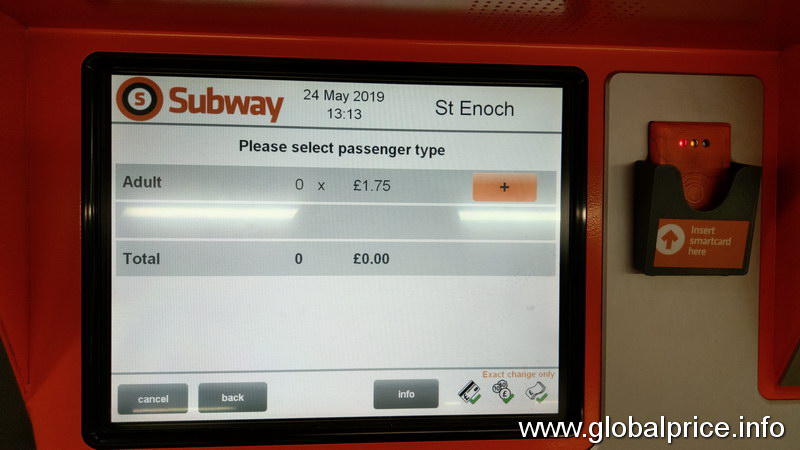 S Subway 24 May 2019 St Enoch
13:13
Please select passenger type
Adult 0 x £1.75 +
Total 0 £0.00
Insert
smartcard
here
Exact change only
cancel back info
www.globalprice.info